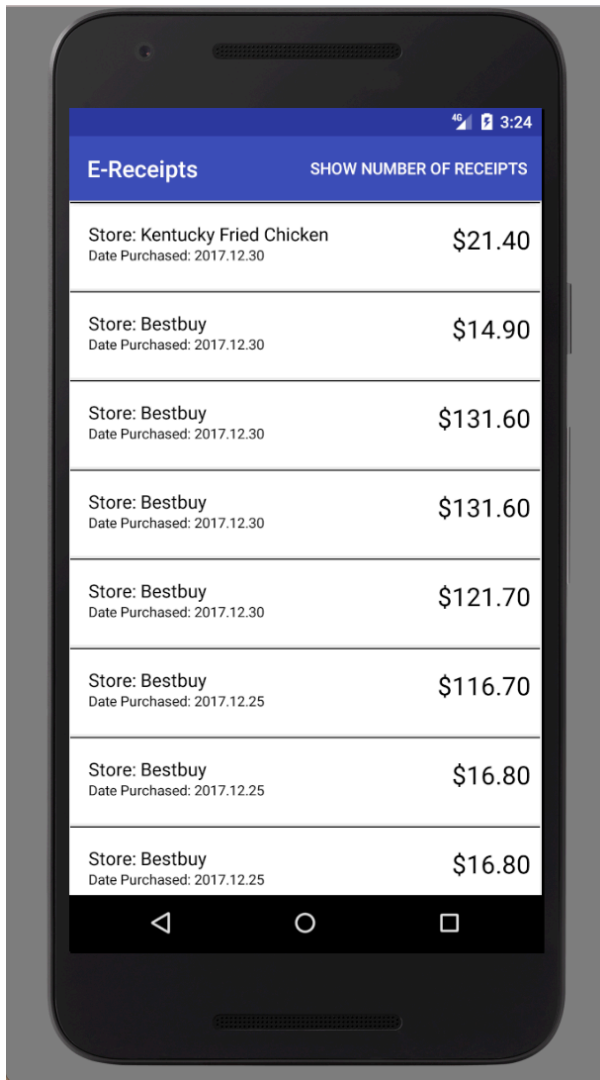 4G 3:24
E-Receipts SHOW NUMBER OF RECEIPTS
Store: Kentucky Fried Chicken $21.40
Date Purchased: 2017.12.30
Store: Bestbuy $14.90
Date Purchased: 2017.12.30
Store: Bestbuy $131.60
Date Purchased: 2017.12.30
Store: Bestbuy $131.60
Date Purchased: 2017.12.30
Store: Bestbuy $121.70
Date Purchased: 2017.12.30
Store: Bestbuy $116.70
Date Purchased: 2017.12.25
Store: Bestbuy $16.80
Date Purchased: 2017.12.25
Store: Bestbuy $16.80
Date Purchased: 2017.12.25